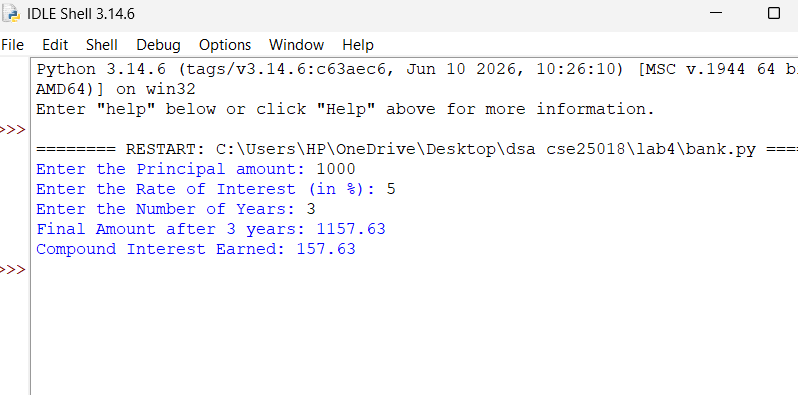 IDLE Shell 3.14.6
File Edit Shell Debug Options Window Help
Python 3.14.6 (tags/v3.14.6:c63aec6, Jun 10 2026, 10:26:10) [MSC v.1944 64 b
AMD64)] on win32
Enter "help" below or click "Help" above for more information.
>>>
======== RESTART: C:\Users\HP\OneDrive\Desktop\dsa cse25018\lab4\bank.py ====
Enter the Principal amount: 1000
Enter the Rate of Interest (in %): 5
Enter the Number of Years: 3
Final Amount after 3 years: 1157.63
Compound Interest Earned: 157.63
>>>